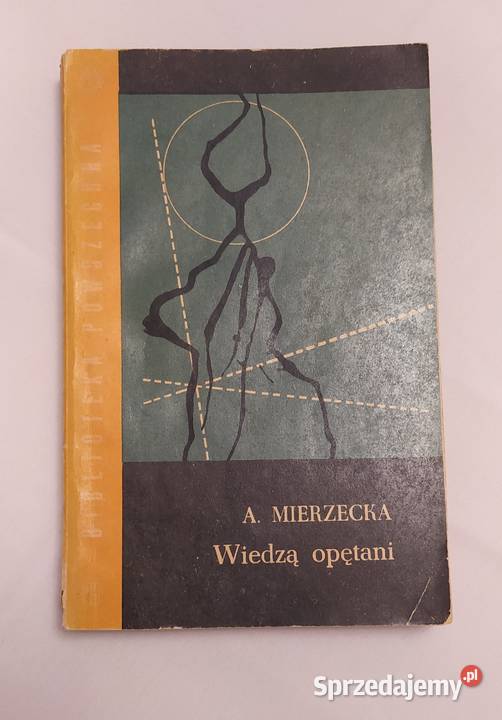 BIBLIOTEKA POWSZECHNA
A. MIERZECKA
Wiedzą opętani
Sprzedajemy.pl